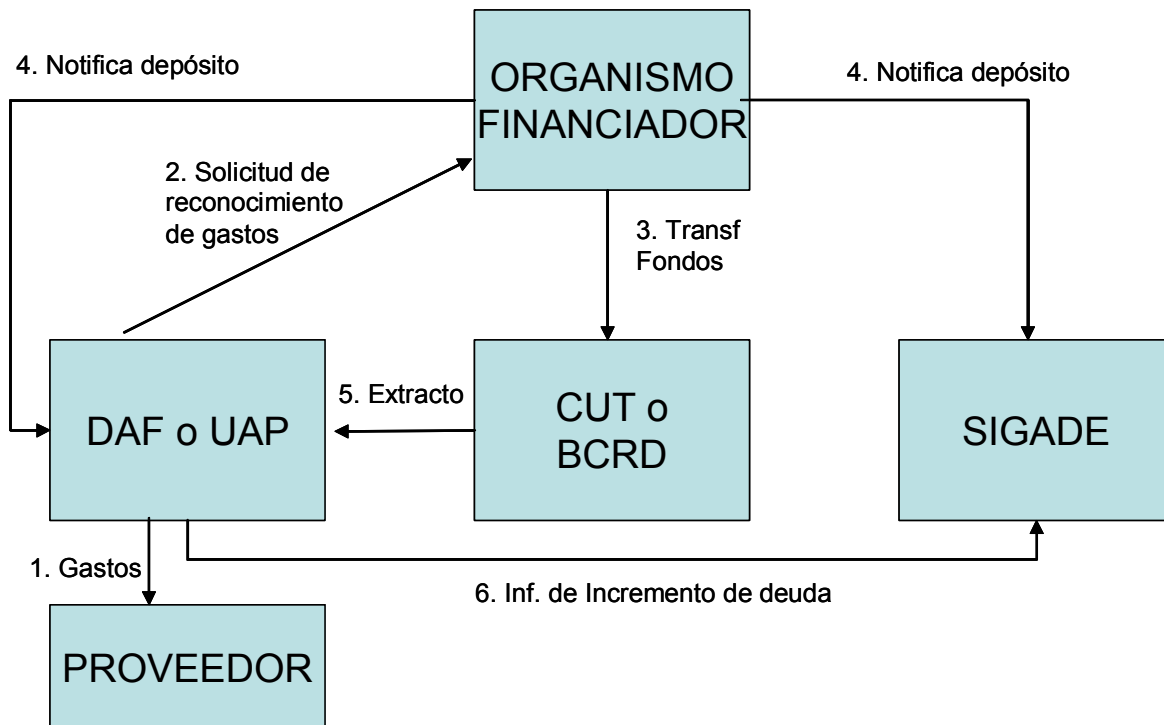 4. Notifica depósito
ORGANISMO
FINANCIADOR
4. Notifica depósito
2. Solicitud de
reconocimiento
de gastos
3. Transf
Fondos
DAF o UAP
5. Extracto
CUT o
BCRD
SIGADE
1. Gastos
6. Inf. de Incremento de deuda
PROVEEDOR